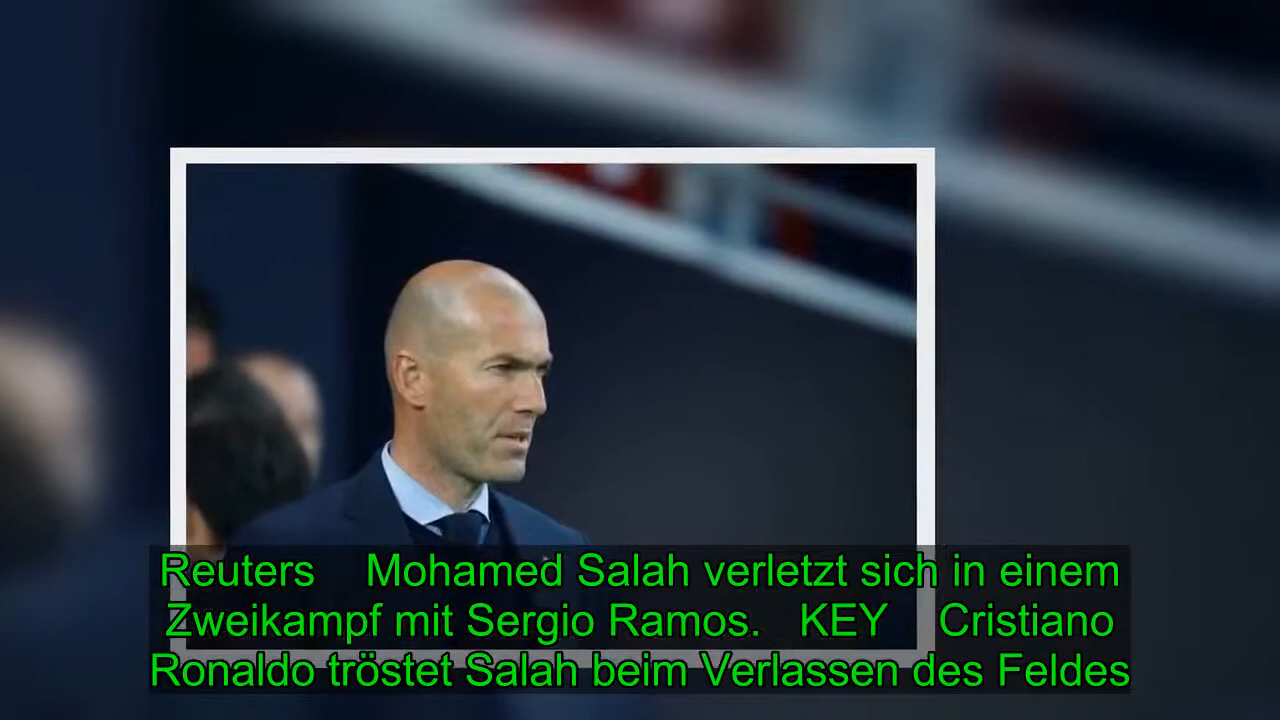 Reuters    Mohamed Salah verletzt sich in einem
Zweikampf mit Sergio Ramos.   KEY    Cristiano
Ronaldo tröstet Salah beim Verlassen des Feldes